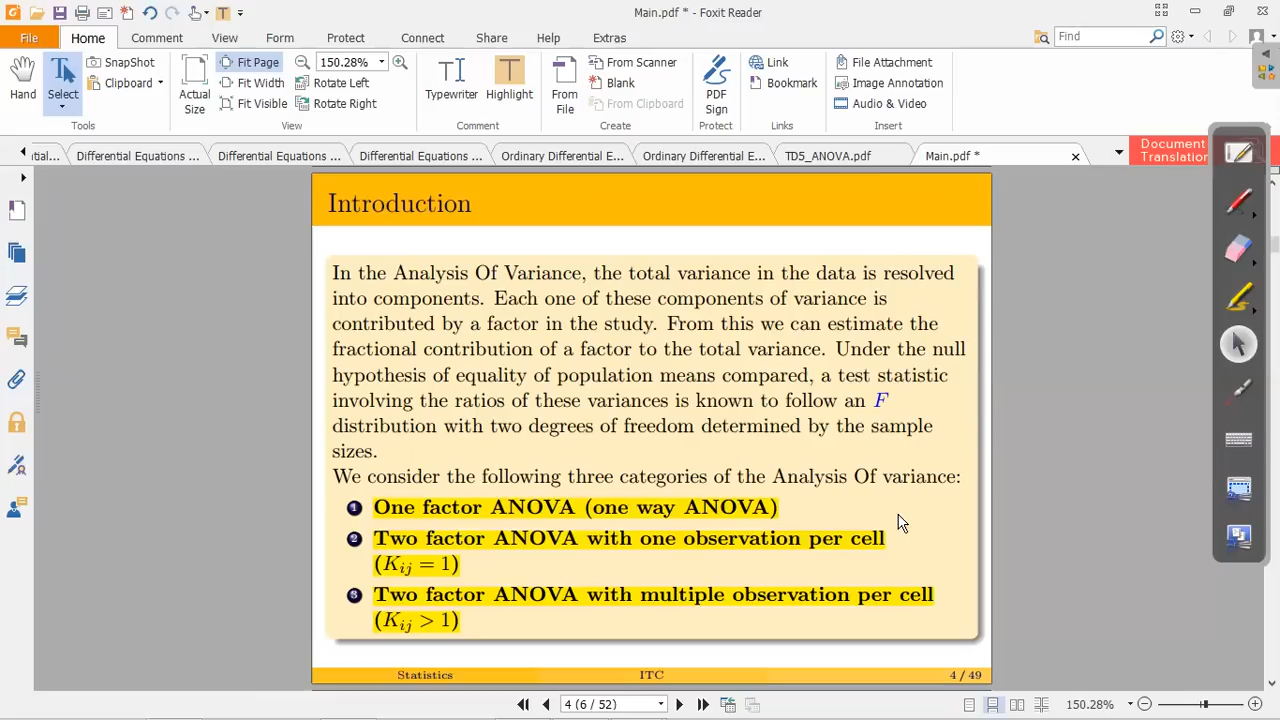 Main.pdf * - Foxit Reader
File Home Comment View Form Protect Connect Share Help Extras Find
Hand
Select
SnapShot
Clipboard
Actual Size
Fit Page
Fit Width
Fit Visible
150.28%
Rotate Left
Rotate Right
Typewriter
Highlight
From File
From Scanner
Blank
From Clipboard
PDF Sign
Link
Bookmark
File Attachment
Image Annotation
Audio & Video
Tools View Comment Create Protect Links Insert
ntial... Differential Equations ... Differential Equations ... Differential Equations ... Ordinary Differential E... Ordinary Differential E... TD5_ANOVA.pdf Main.pdf *
Document
Translation
Introduction
In the Analysis Of Variance, the total variance in the data is resolved
into components. Each one of these components of variance is
contributed by a factor in the study. From this we can estimate the
fractional contribution of a factor to the total variance. Under the null
hypothesis of equality of population means compared, a test statistic
involving the ratios of these variances is known to follow an F
distribution with two degrees of freedom determined by the sample
sizes.
We consider the following three categories of the Analysis Of variance:
1 One factor ANOVA (one way ANOVA)
2 Two factor ANOVA with one observation per cell
(Kij = 1)
3 Two factor ANOVA with multiple observation per cell
(Kij > 1)
Statistics ITC 4 / 49
4 (6 / 52) 150.28%